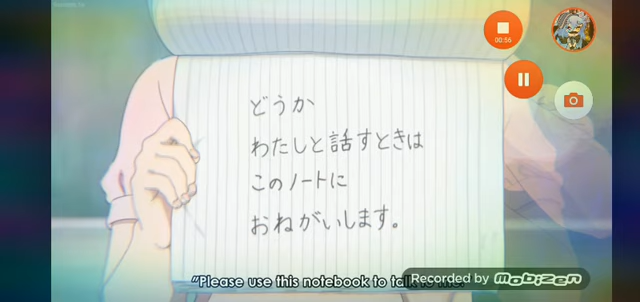 00:56
どうか
わたしと話すときは
このノートに
おねがいします。
"Please use this notebook to
Recorded by mobizen